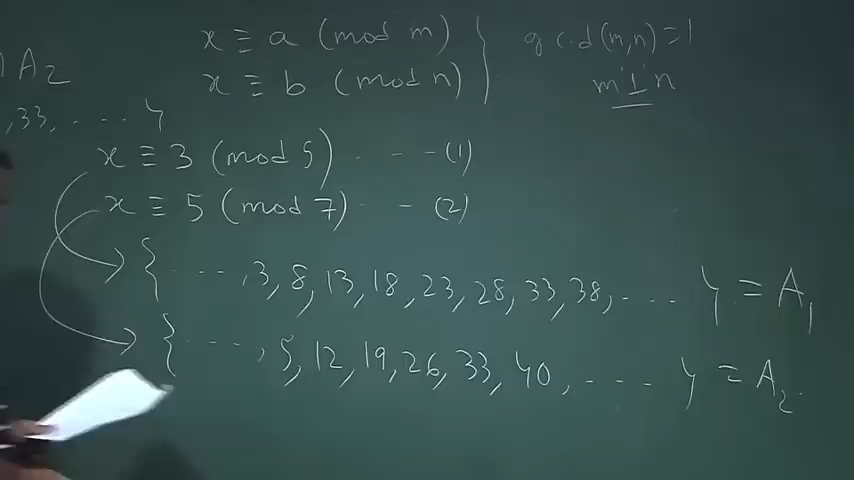 x ≡ a (mod m) } g.c.d(m,n)=1
x ≡ b (mod n) } m ⊥ n
∩ A₂
,33, .... }
x ≡ 3 (mod 5) .... (1)
x ≡ 5 (mod 7) ... (2)
{ ...., 3, 8, 13, 18, 23, 28, 33, 38, .... } = A₁
{ ...., 5, 12, 19, 26, 33, 40, .... } = A₂.